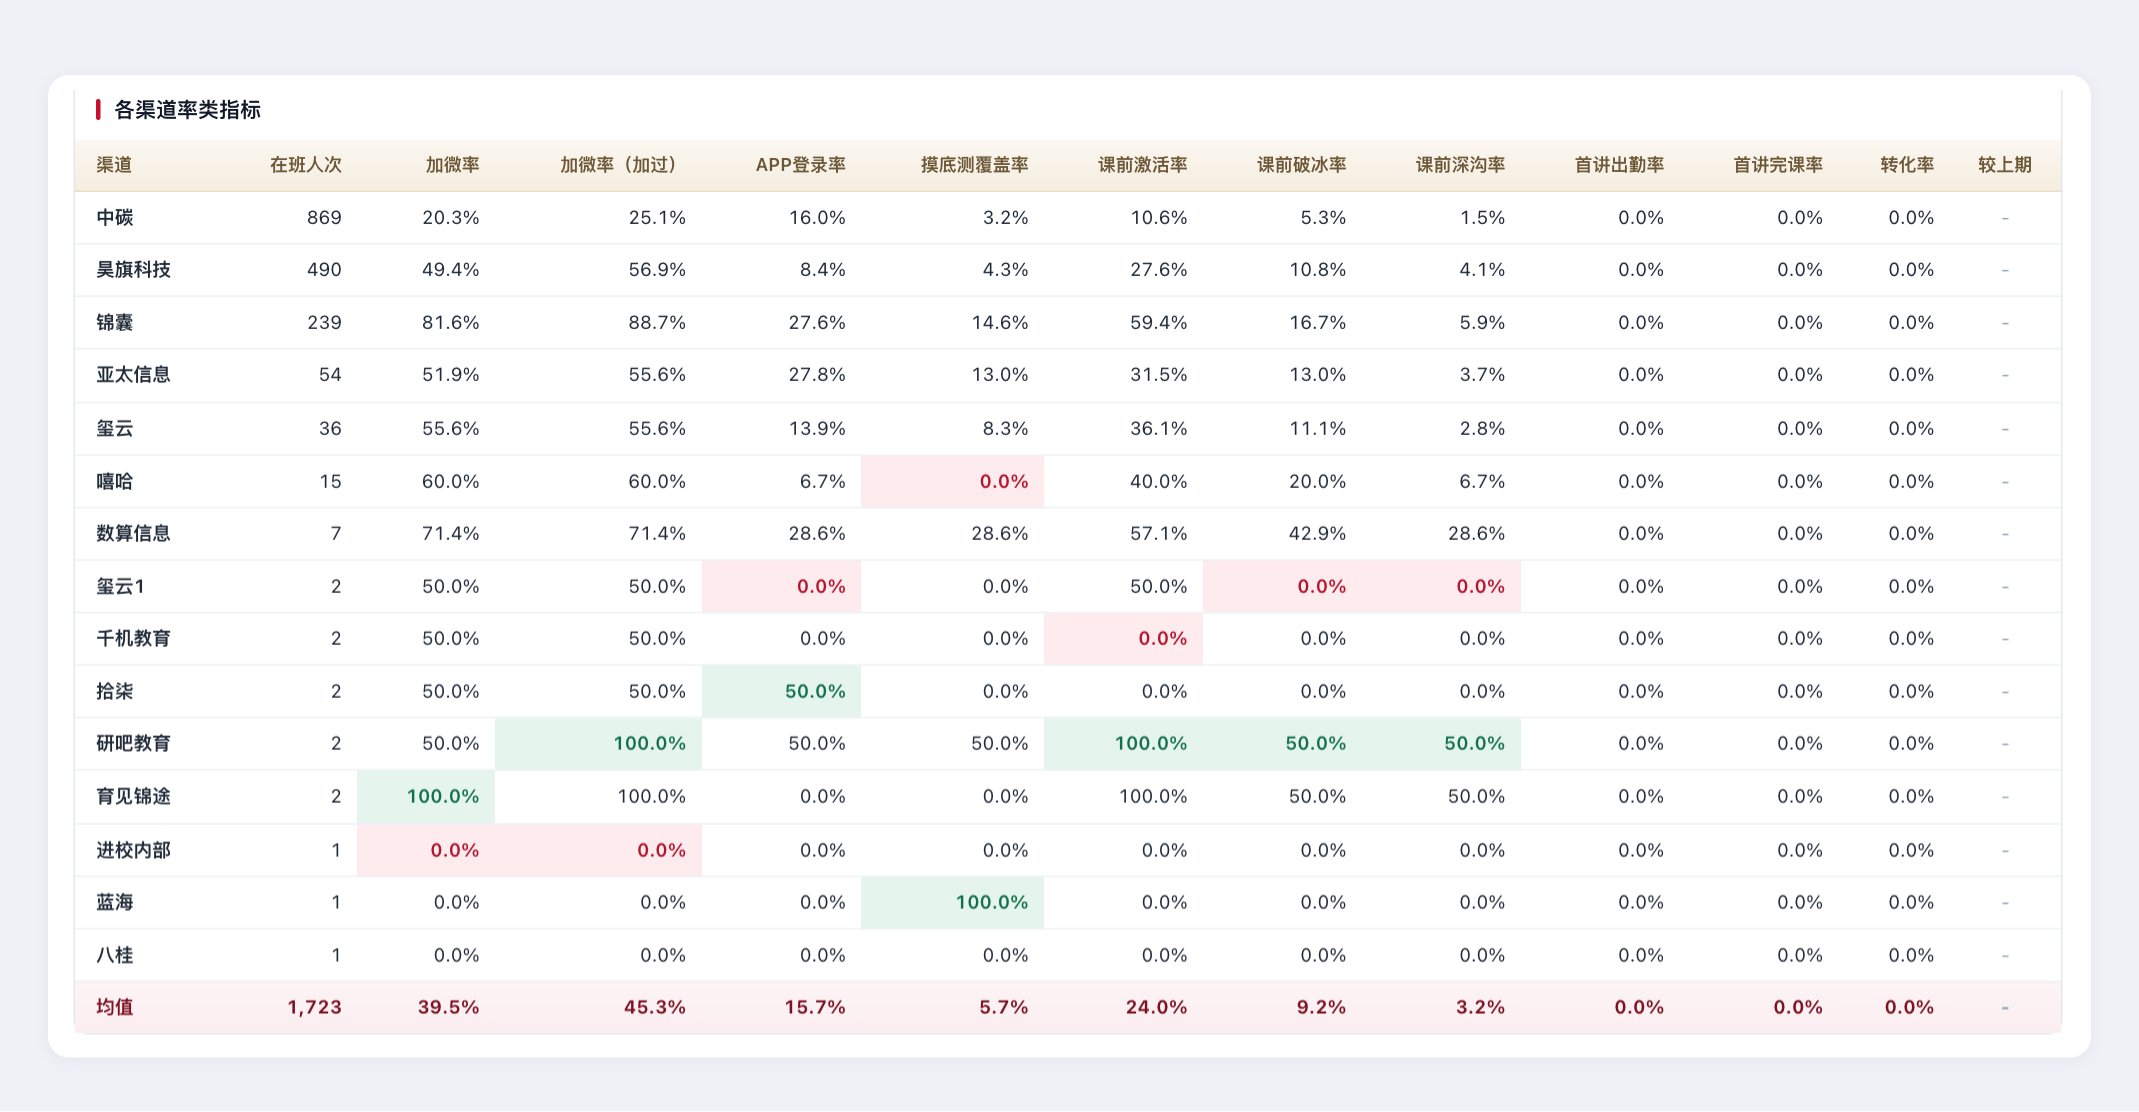 各渠道率类指标
渠道 在班人次 加微率 加微率（加过） APP登录率 摸底测覆盖率 课前激活率 课前破冰率 课前深沟率 首讲出勤率 首讲完课率 转化率 较上期
中碳 869 20.3% 25.1% 16.0% 3.2% 10.6% 5.3% 1.5% 0.0% 0.0% 0.0% -
昊旗科技 490 49.4% 56.9% 8.4% 4.3% 27.6% 10.8% 4.1% 0.0% 0.0% 0.0% -
锦囊 239 81.6% 88.7% 27.6% 14.6% 59.4% 16.7% 5.9% 0.0% 0.0% 0.0% -
亚太信息 54 51.9% 55.6% 27.8% 13.0% 31.5% 13.0% 3.7% 0.0% 0.0% 0.0% -
玺云 36 55.6% 55.6% 13.9% 8.3% 36.1% 11.1% 2.8% 0.0% 0.0% 0.0% -
嘻哈 15 60.0% 60.0% 6.7% 0.0% 40.0% 20.0% 6.7% 0.0% 0.0% 0.0% -
数算信息 7 71.4% 71.4% 28.6% 28.6% 57.1% 42.9% 28.6% 0.0% 0.0% 0.0% -
玺云1 2 50.0% 50.0% 0.0% 0.0% 50.0% 0.0% 0.0% 0.0% 0.0% 0.0% -
千机教育 2 50.0% 50.0% 0.0% 0.0% 0.0% 0.0% 0.0% 0.0% 0.0% 0.0% -
拾柒 2 50.0% 50.0% 50.0% 0.0% 0.0% 0.0% 0.0% 0.0% 0.0% 0.0% -
研吧教育 2 50.0% 100.0% 50.0% 50.0% 100.0% 50.0% 50.0% 0.0% 0.0% 0.0% -
育见锦途 2 100.0% 100.0% 0.0% 0.0% 100.0% 50.0% 50.0% 0.0% 0.0% 0.0% -
进校内部 1 0.0% 0.0% 0.0% 0.0% 0.0% 0.0% 0.0% 0.0% 0.0% 0.0% -
蓝海 1 0.0% 0.0% 0.0% 100.0% 0.0% 0.0% 0.0% 0.0% 0.0% 0.0% -
八桂 1 0.0% 0.0% 0.0% 0.0% 0.0% 0.0% 0.0% 0.0% 0.0% 0.0% -
均值 1,723 39.5% 45.3% 15.7% 5.7% 24.0% 9.2% 3.2% 0.0% 0.0% 0.0% -